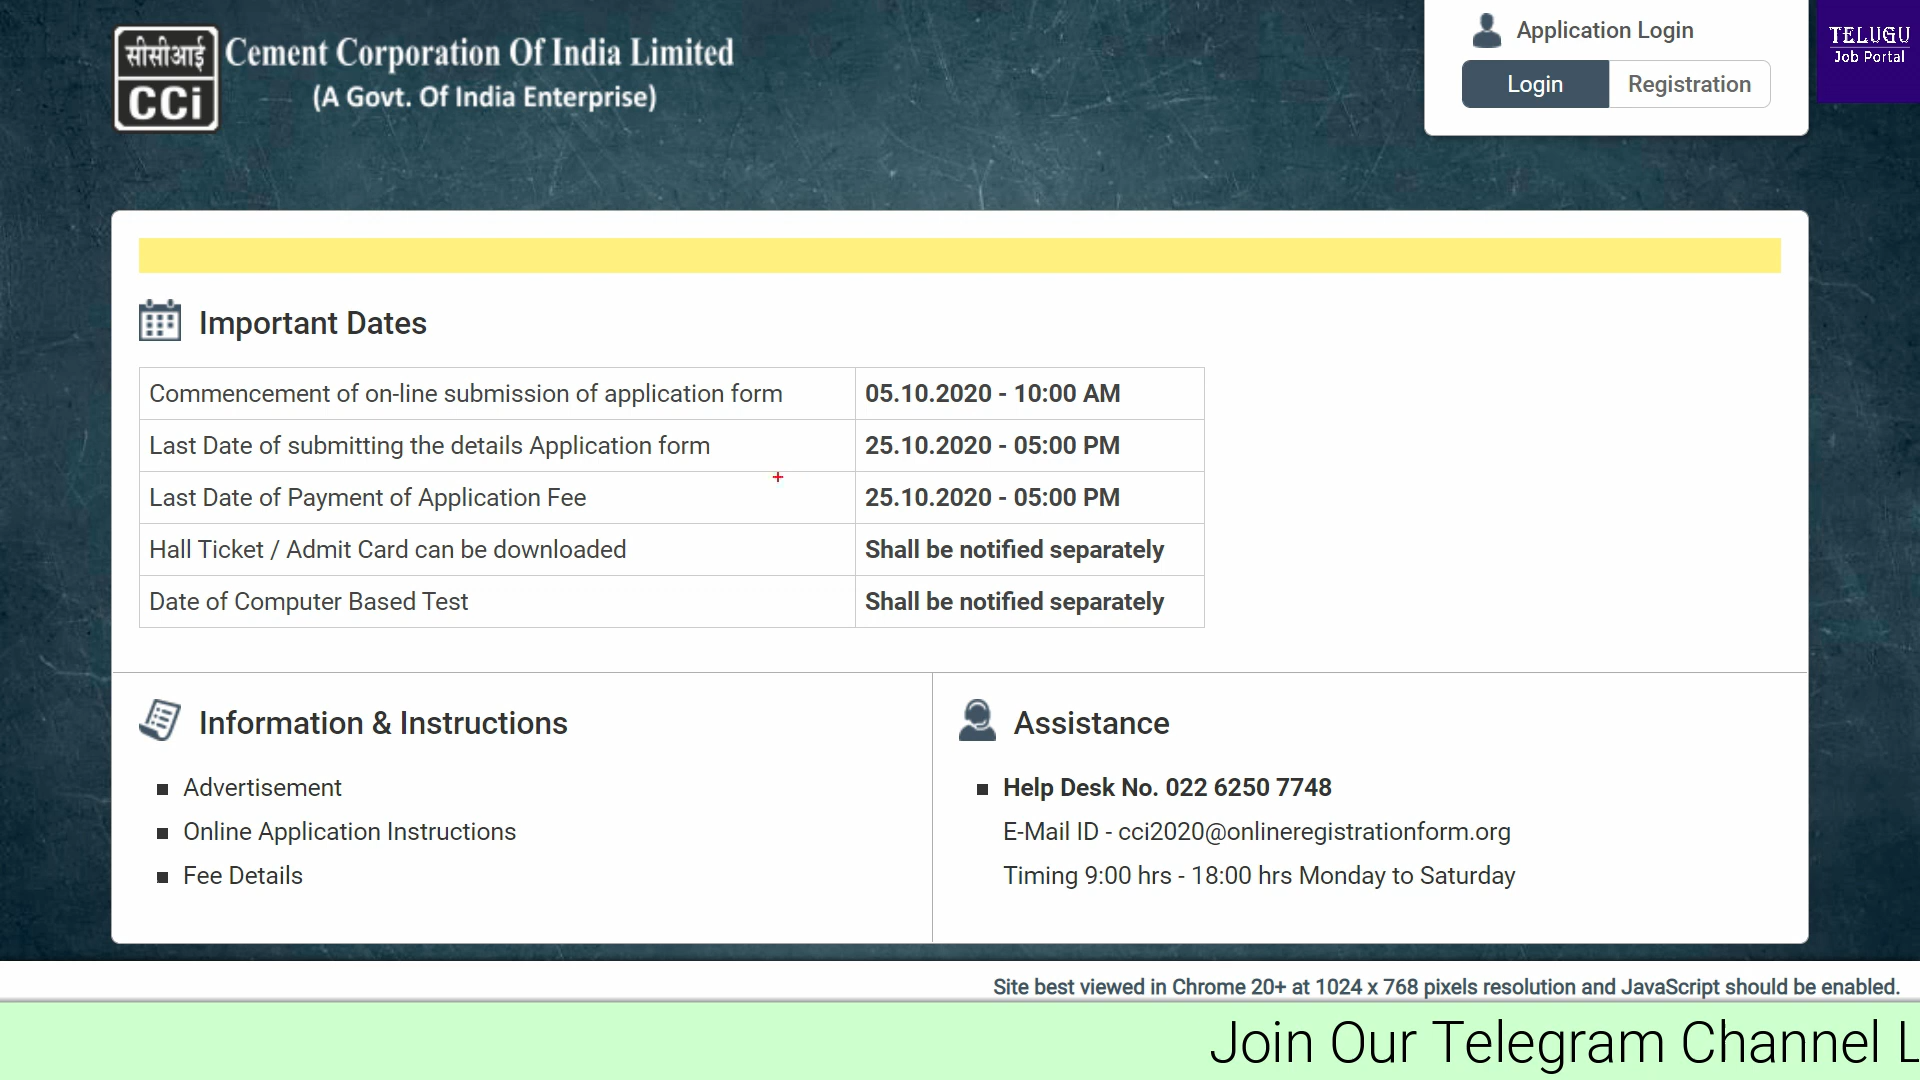 सीसीआई
CCi
Cement Corporation Of India Limited
(A Govt. Of India Enterprise)
Application Login
Login
Registration
TELUGU
Job Portal
Important Dates
Commencement of on-line submission of application form 05.10.2020 - 10:00 AM
Last Date of submitting the details Application form 25.10.2020 - 05:00 PM
Last Date of Payment of Application Fee 25.10.2020 - 05:00 PM
Hall Ticket / Admit Card can be downloaded Shall be notified separately
Date of Computer Based Test Shall be notified separately
Information & Instructions
Advertisement
Online Application Instructions
Fee Details
Assistance
Help Desk No. 022 6250 7748
E-Mail ID - cci2020@onlineregistrationform.org
Timing 9:00 hrs - 18:00 hrs Monday to Saturday
Site best viewed in Chrome 20+ at 1024 x 768 pixels resolution and JavaScript should be enabled.
Join Our Telegram Channel L